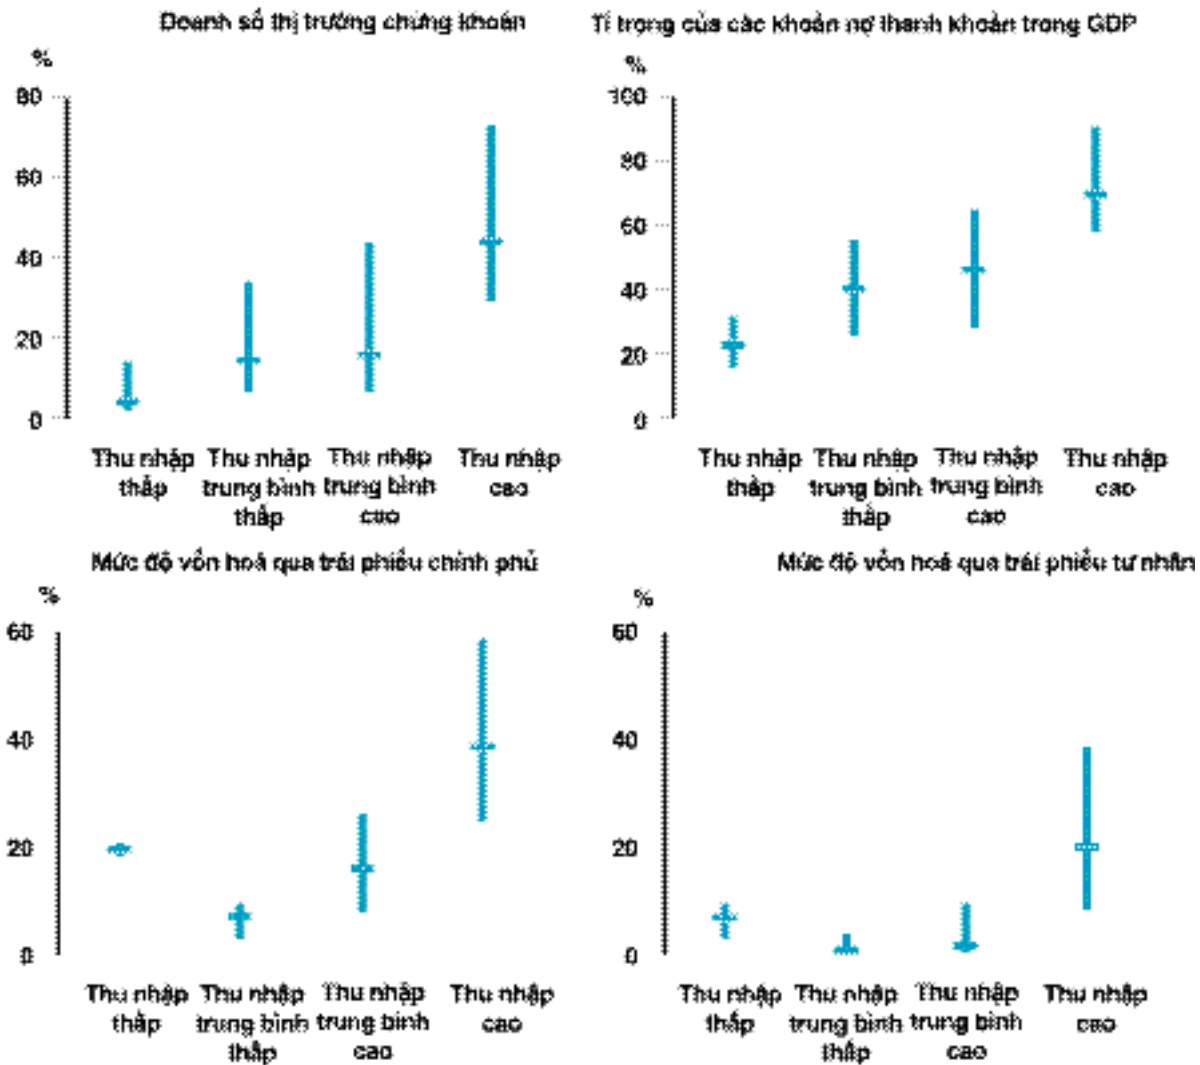 Doanh số thị trường chứng khoán
%
80
60
40
20
0
Thu nhập thấp
Thu nhập trung bình thấp
Thu nhập trung bình cao
Thu nhập cao
Tỉ trọng của các khoản nợ thanh khoản trong GDP
%
100
80
60
40
20
0
Thu nhập thấp
Thu nhập trung bình thấp
Thu nhập trung bình cao
Thu nhập cao
Mức độ vốn hoá qua trái phiếu chính phủ
%
60
40
20
0
Thu nhập thấp
Thu nhập trung bình thấp
Thu nhập trung bình cao
Thu nhập cao
Mức độ vốn hoá qua trái phiếu tư nhân
%
60
40
20
0
Thu nhập thấp
Thu nhập trung bình thấp
Thu nhập trung bình cao
Thu nhập cao